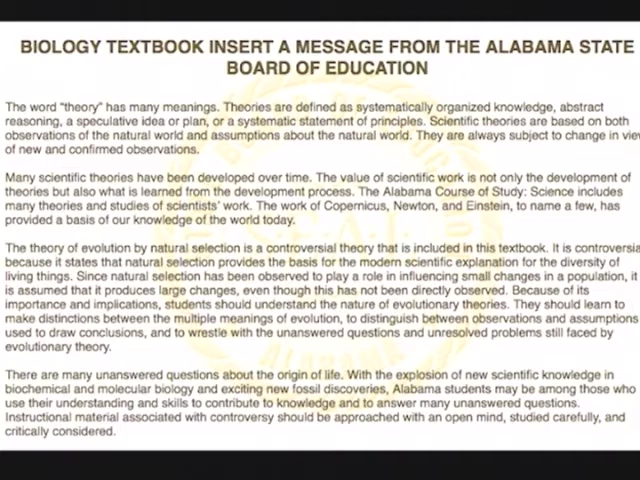 BIOLOGY TEXTBOOK INSERT A MESSAGE FROM THE ALABAMA STATE
BOARD OF EDUCATION
The word "theory" has many meanings. Theories are defined as systematically organized knowledge, abstract
reasoning, a speculative idea or plan, or a systematic statement of principles. Scientific theories are based on both
observations of the natural world and assumptions about the natural world. They are always subject to change in view
of new and confirmed observations.
Many scientific theories have been developed over time. The value of scientific work is not only the development of
theories but also what is learned from the development process. The Alabama Course of Study: Science includes
many theories and studies of scientists' work. The work of Copernicus, Newton, and Einstein, to name a few, has
provided a basis of our knowledge of the world today.
The theory of evolution by natural selection is a controversial theory that is included in this textbook. It is controversia
because it states that natural selection provides the basis for the modern scientific explanation for the diversity of
living things. Since natural selection has been observed to play a role in influencing small changes in a population, it
is assumed that it produces large changes, even though this has not been directly observed. Because of its
importance and implications, students should understand the nature of evolutionary theories. They should learn to
make distinctions between the multiple meanings of evolution, to distinguish between observations and assumptions
used to draw conclusions, and to wrestle with the unanswered questions and unresolved problems still faced by
evolutionary theory.
There are many unanswered questions about the origin of life. With the explosion of new scientific knowledge in
biochemical and molecular biology and exciting new fossil discoveries, Alabama students may be among those who
use their understanding and skills to contribute to knowledge and to answer many unanswered questions.
Instructional material associated with controversy should be approached with an open mind, studied carefully, and
critically considered.